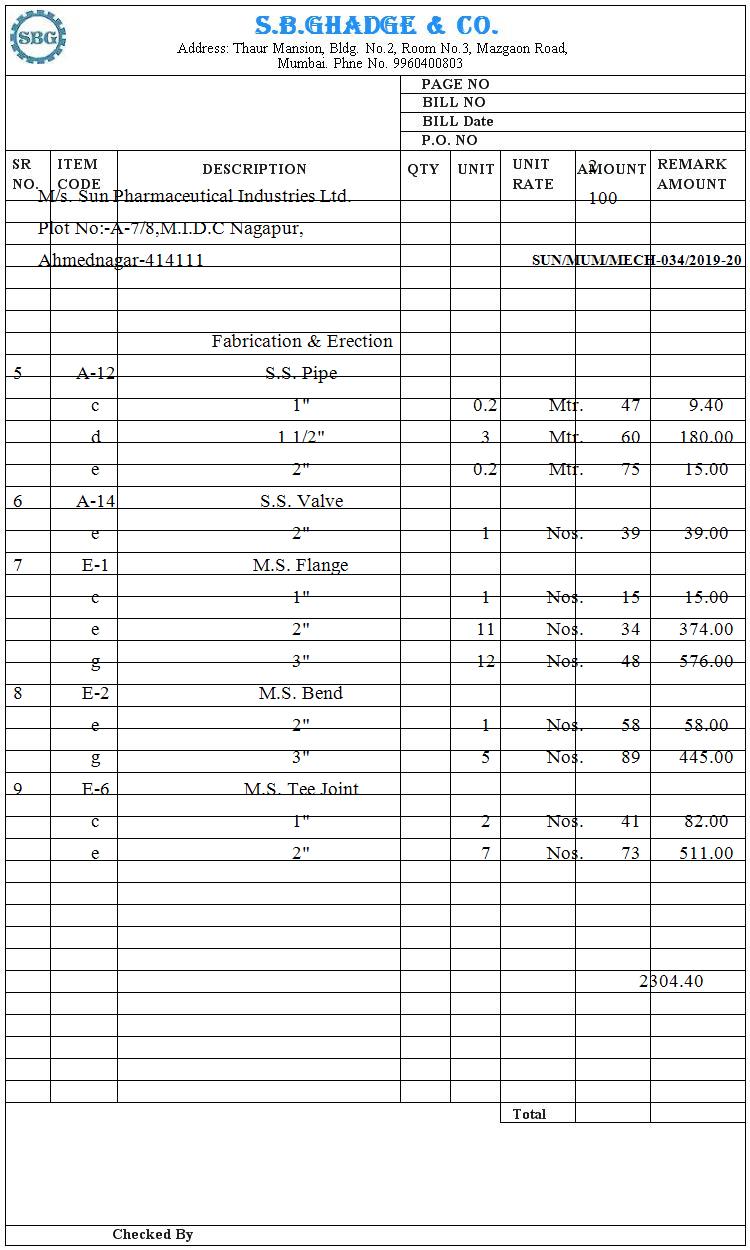 SBG
S.B.GHADGE & CO.
Address: Thaur Mansion, Bldg. No.2, Room No.3, Mazgaon Road,
Mumbai. Phne No. 9960400803
PAGE NO
BILL NO
BILL Date
P.O. NO
SR NO. ITEM CODE DESCRIPTION QTY UNIT UNIT RATE AMOUNT REMARK AMOUNT
2
M/s. Sun Pharmaceutical Industries Ltd. 100
Plot No:-A-7/8,M.I.D.C Nagapur,
Ahmednagar-414111 SUN/MUM/MECH-034/2019-20
Fabrication & Erection
5 A-12 S.S. Pipe
c 1" 0.2 Mtr. 47 9.40
d 1 1/2" 3 Mtr. 60 180.00
e 2" 0.2 Mtr. 75 15.00
6 A-14 S.S. Valve
e 2" 1 Nos. 39 39.00
7 E-1 M.S. Flange
c 1" 1 Nos. 15 15.00
e 2" 11 Nos. 34 374.00
g 3" 12 Nos. 48 576.00
8 E-2 M.S. Bend
e 2" 1 Nos. 58 58.00
g 3" 5 Nos. 89 445.00
9 E-6 M.S. Tee Joint
c 1" 2 Nos. 41 82.00
e 2" 7 Nos. 73 511.00
2304.40
Total
Checked By